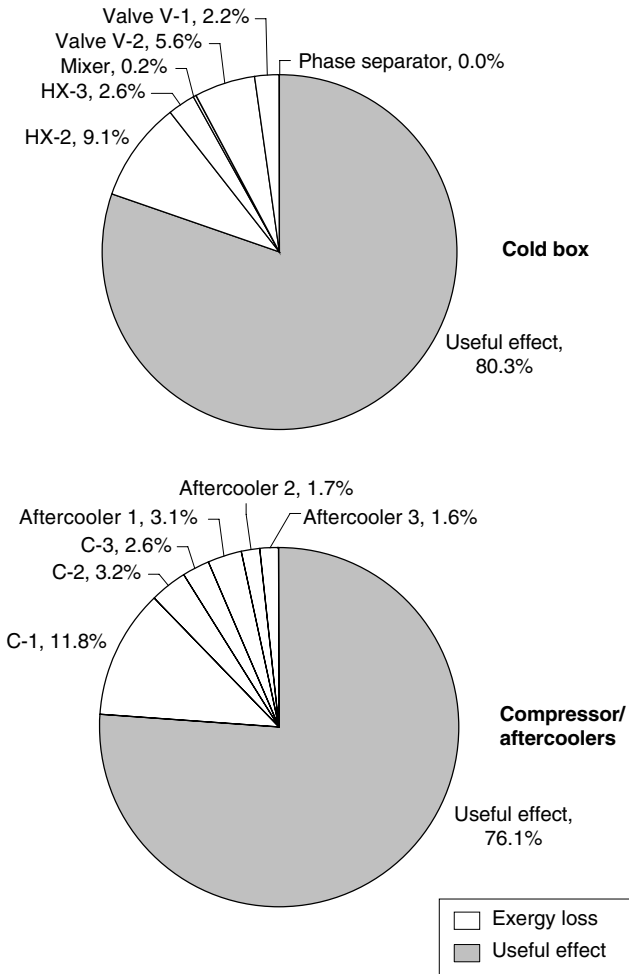 Valve V-1, 2.2%
Valve V-2, 5.6%
Mixer, 0.2%
HX-3, 2.6%
HX-2, 9.1%
Phase separator, 0.0%
Cold box
Useful effect,
80.3%
Aftercooler 2, 1.7%
Aftercooler 1, 3.1%
Aftercooler 3, 1.6%
C-3, 2.6%
C-2, 3.2%
C-1, 11.8%
Compressor/
aftercoolers
Useful effect,
76.1%
Exergy loss
Useful effect